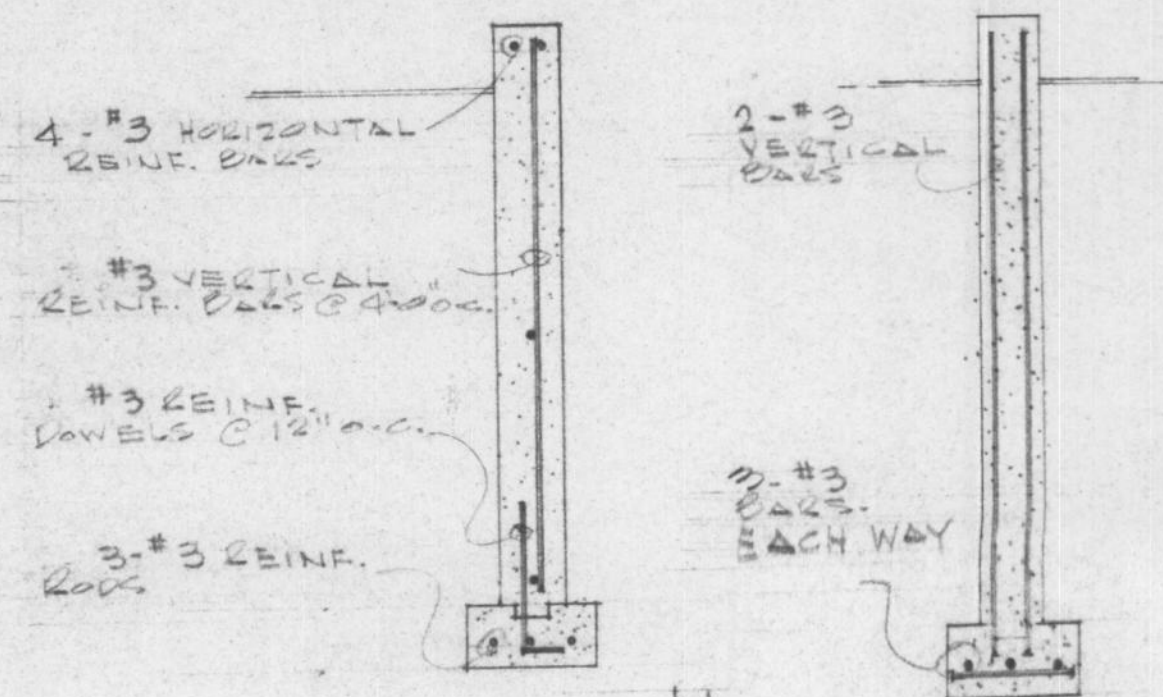 4 - #3 HORIZONTAL
REINF. BARS
#3 VERTICAL
REINF. BARS @ 4'-0" o.c.
#3 REINF.
DOWELS @ 12" o.c.
3-#3 REINF.
RODS
2 - #3
VERTICAL
BARS
3-#3
BARS.
EACH WAY